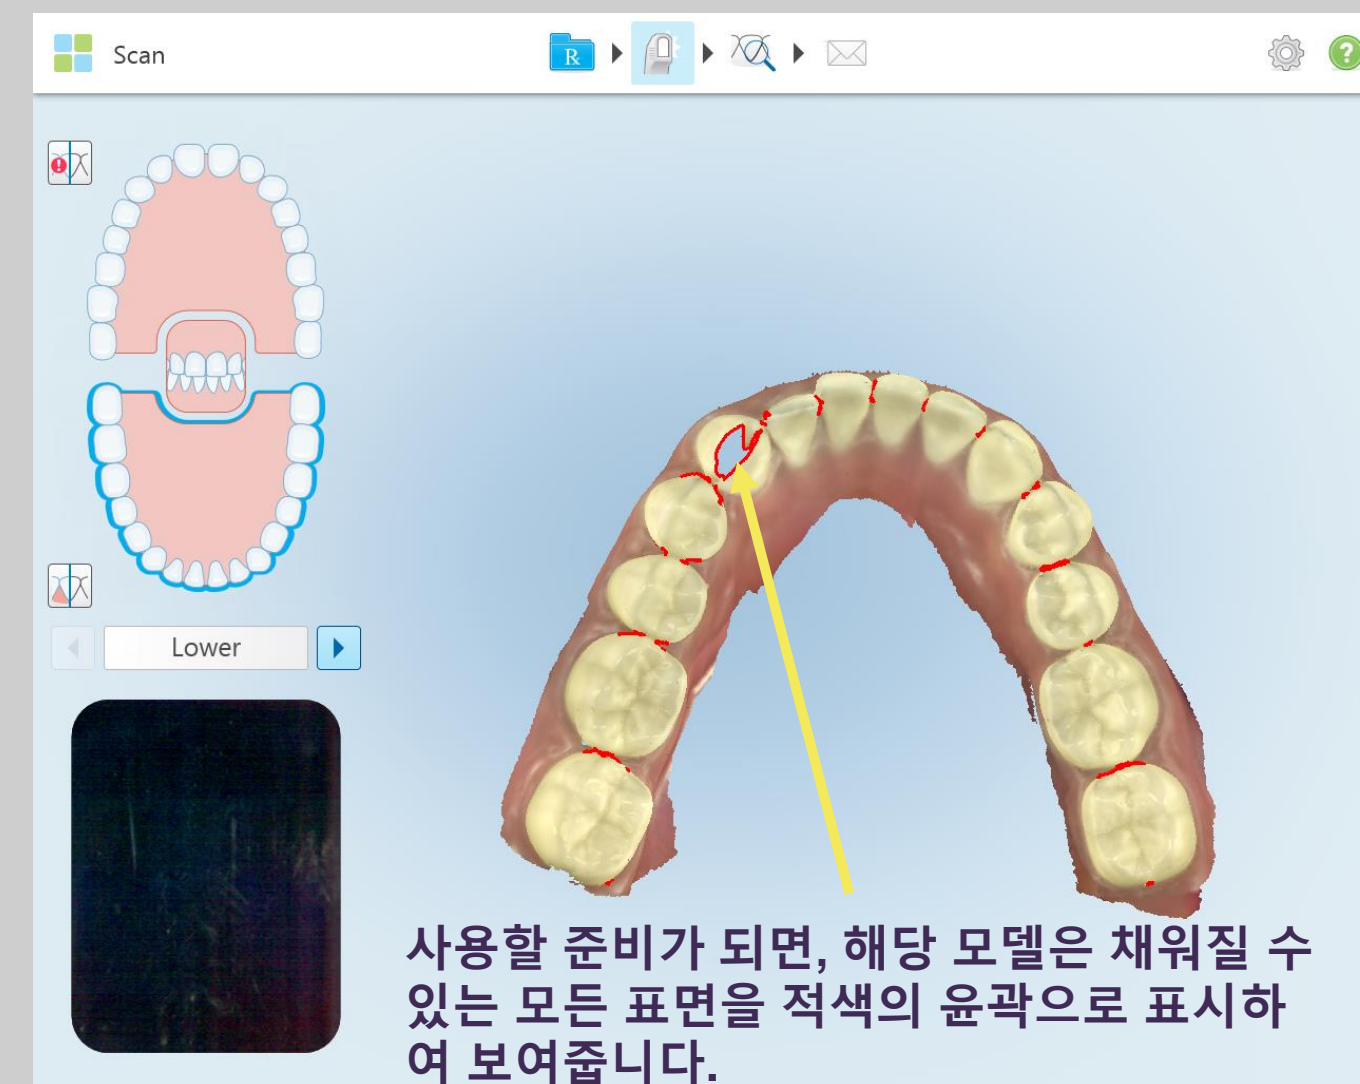 Scan
R
?
!
Lower
사용할 준비가 되면, 해당 모델은 채워질 수
있는 모든 표면을 적색의 윤곽으로 표시하
여 보여줍니다.